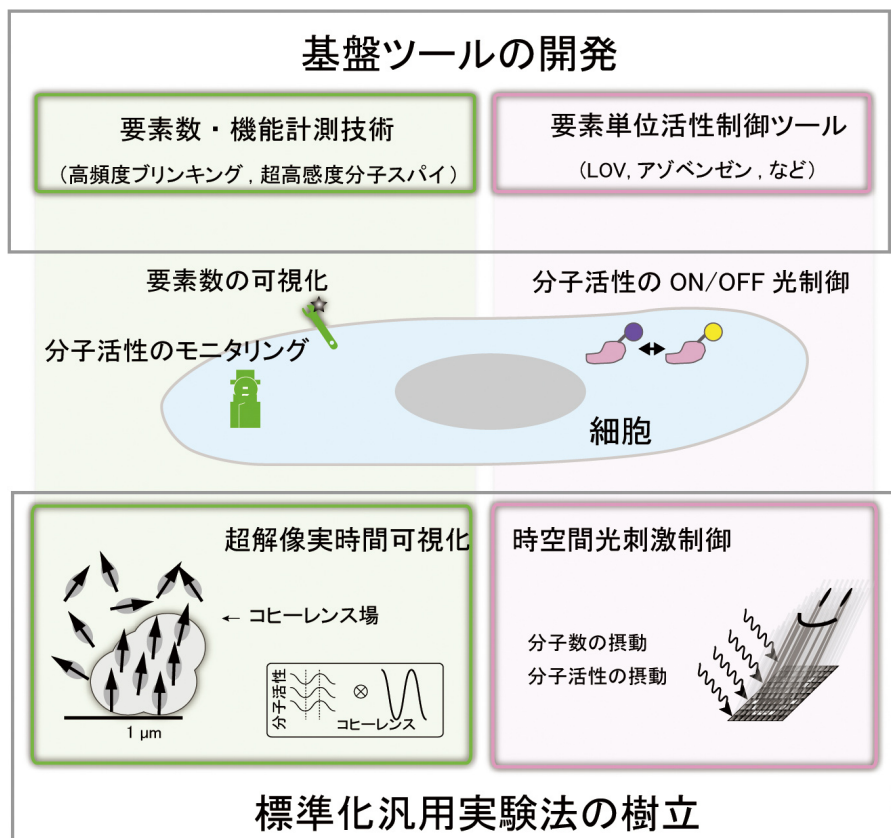 基盤ツールの開発
要素数・機能計測技術
(高頻度ブリンキング , 超高感度分子スパイ)
要素単位活性制御ツール
(LOV, アゾベンゼン , など)
要素数の可視化
分子活性のモニタリング
分子活性の ON/OFF 光制御
細胞
超解像実時間可視化
← コヒーレンス場
1 μm
分子活性
⊗
コヒーレンス
時空間光刺激制御
分子数の摂動
分子活性の摂動
標準化汎用実験法の樹立